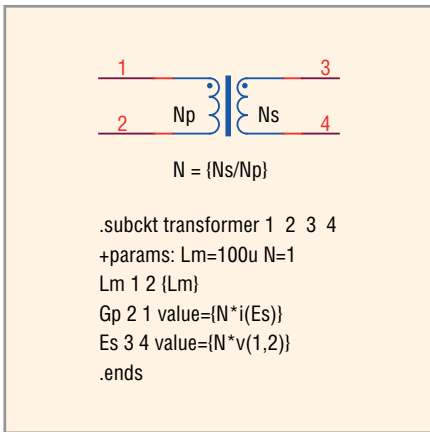 1 3
2 Np Ns 4
N = {Ns/Np}
.subckt transformer 1 2 3 4
+params: Lm=100u N=1
Lm 1 2 {Lm}
Gp 2 1 value={N*i(Es)}
Es 3 4 value={N*v(1,2)}
.ends